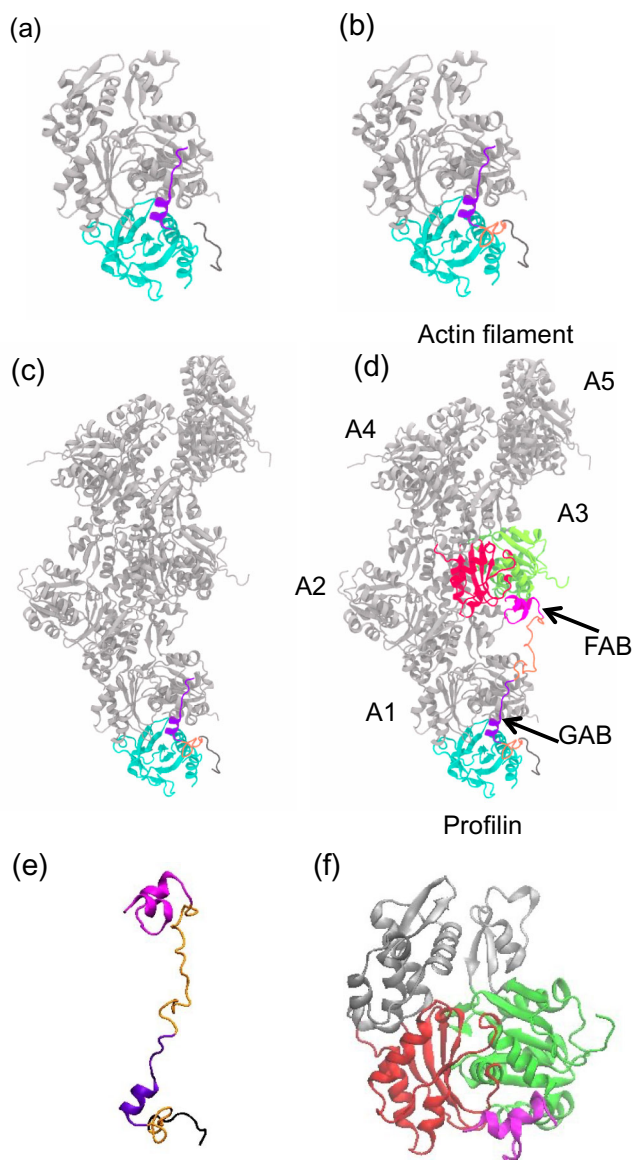 (a)
(b)
Actin filament
(c)
(d)
A5
A4
A3
A2
FAB
A1
GAB
Profilin
(e)
(f)